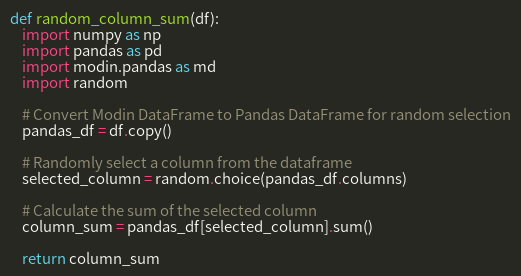 def random_column_sum(df):
import numpy as np
import pandas as pd
import modin.pandas as md
import random
# Convert Modin DataFrame to Pandas DataFrame for random selection
pandas_df = df.copy()
# Randomly select a column from the dataframe
selected_column = random.choice(pandas_df.columns)
# Calculate the sum of the selected column
column_sum = pandas_df[selected_column].sum()
return column_sum